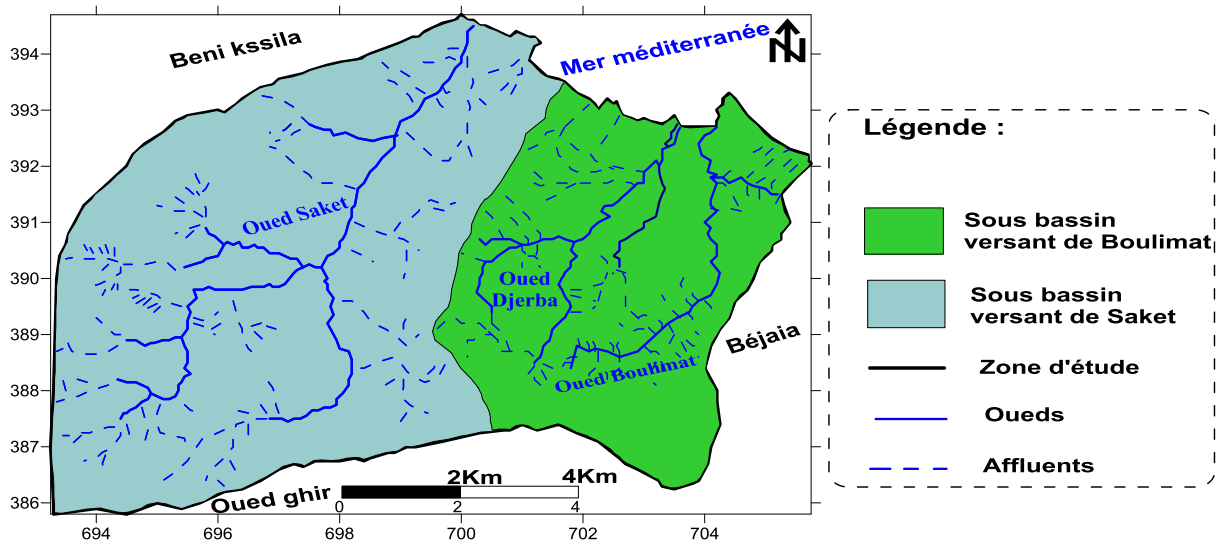 394
393
392
391
390
389
388
387
386
694
696
698
700
702
704
Beni kssila
Mer méditerranée
N
Oued Saket
Oued
Djerba
Oued Boulimat
Béjaia
Oued ghir
2Km
4Km
0
2
4
Légende :
Sous bassin
versant de Boulimat
Sous bassin
versant de Saket
Zone d'étude
Oueds
Affluents